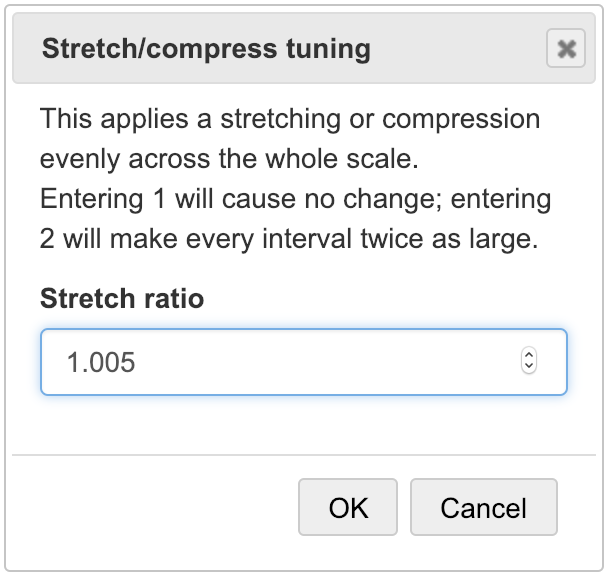 Stretch/compress tuning
This applies a stretching or compression
evenly across the whole scale.
Entering 1 will cause no change; entering
2 will make every interval twice as large.
Stretch ratio
1.005
OK
Cancel